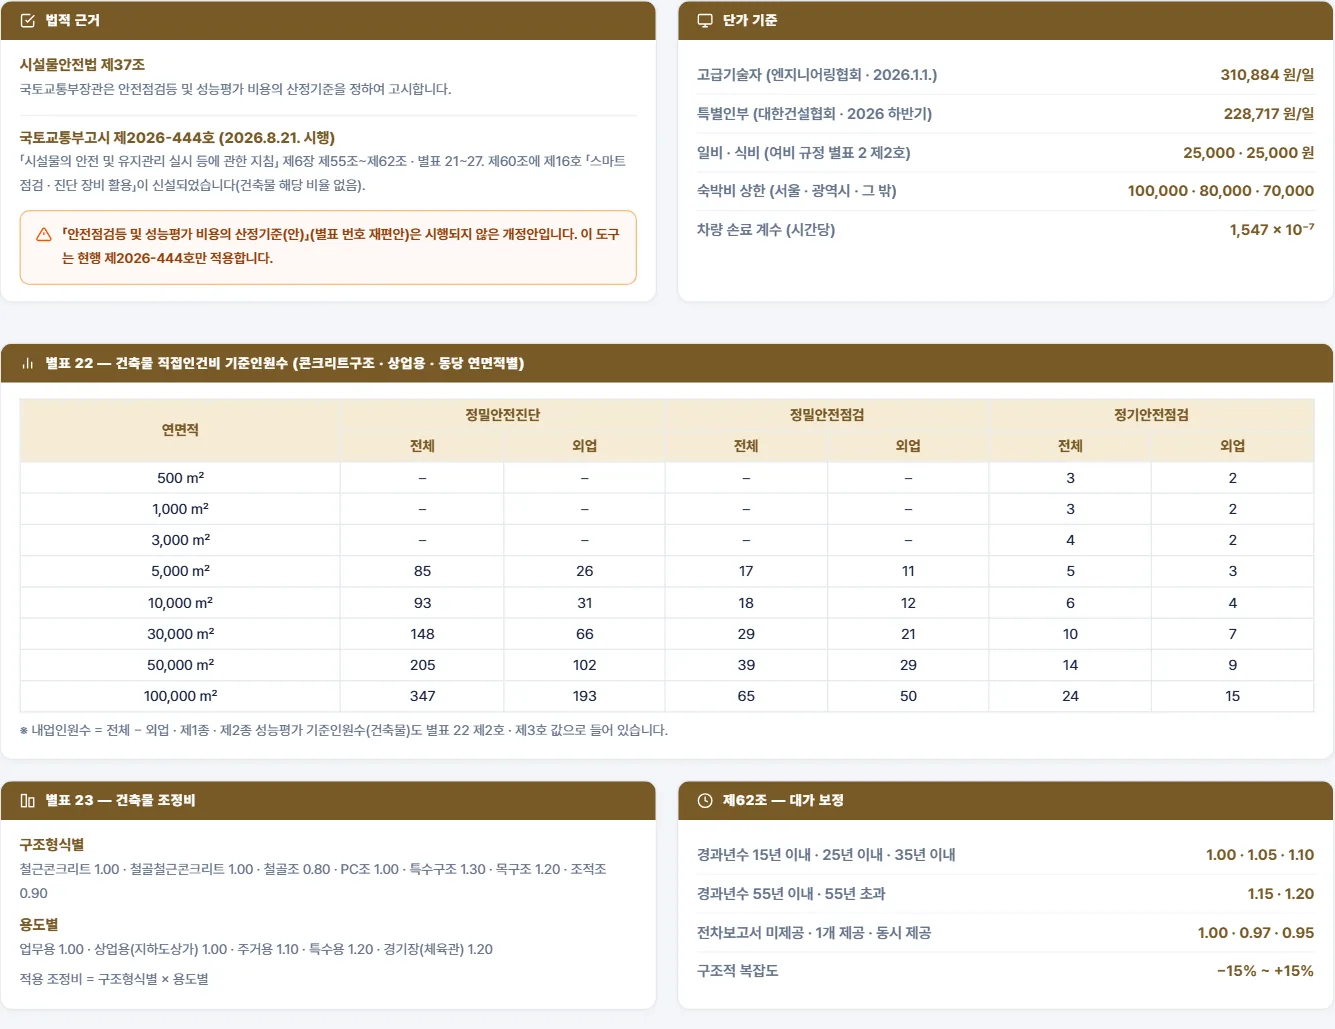 법적 근거
시설물안전법 제37조
국토교통부장관은 안전점검등 및 성능평가 비용의 산정기준을 정하여 고시합니다.
국토교통부고시 제2026-444호 (2026.8.21. 시행)
「시설물의 안전 및 유지관리 실시 등에 관한 지침」 제6장 제55조~제62조 · 별표 21~27. 제60조에 제16호 「스마트
점검 · 진단 장비 활용」이 신설되었습니다(건축물 해당 비율 없음).
「안전점검등 및 성능평가 비용의 산정기준(안)」(별표 번호 재편안)은 시행되지 않은 개정안입니다. 이 도구
는 현행 제2026-444호만 적용합니다.
단가 기준
고급기술자 (엔지니어링협회 · 2026.1.1.) 310,884 원/일
특별인부 (대한건설협회 · 2026 하반기) 228,717 원/일
일비 · 식비 (여비 규정 별표 2 제2호) 25,000 · 25,000 원
숙박비 상한 (서울 · 광역시 · 그 밖) 100,000 · 80,000 · 70,000
차량 손료 계수 (시간당) 1,547 × 10⁻⁷
별표 22 — 건축물 직접인건비 기준인원수 (콘크리트구조 · 상업용 · 동당 연면적별)
연면적 정밀안전진단 정밀안전점검 정기안전점검
전체 외업 전체 외업 전체 외업
500 m² – – – – 3 2
1,000 m² – – – – 3 2
3,000 m² – – – – 4 2
5,000 m² 85 26 17 11 5 3
10,000 m² 93 31 18 12 6 4
30,000 m² 148 66 29 21 10 7
50,000 m² 205 102 39 29 14 9
100,000 m² 347 193 65 50 24 15
※ 내업인원수 = 전체 − 외업 · 제1종 · 제2종 성능평가 기준인원수(건축물)도 별표 22 제2호 · 제3호 값으로 들어 있습니다.
별표 23 — 건축물 조정비
구조형식별
철근콘크리트 1.00 · 철골철근콘크리트 1.00 · 철골조 0.80 · PC조 1.00 · 특수구조 1.30 · 목구조 1.20 · 조적조
0.90
용도별
업무용 1.00 · 상업용(지하도상가) 1.00 · 주거용 1.10 · 특수용 1.20 · 경기장(체육관) 1.20
적용 조정비 = 구조형식별 × 용도별
제62조 — 대가 보정
경과년수 15년 이내 · 25년 이내 · 35년 이내 1.00 · 1.05 · 1.10
경과년수 55년 이내 · 55년 초과 1.15 · 1.20
전차보고서 미제공 · 1개 제공 · 동시 제공 1.00 · 0.97 · 0.95
구조적 복잡도 −15% ~ +15%